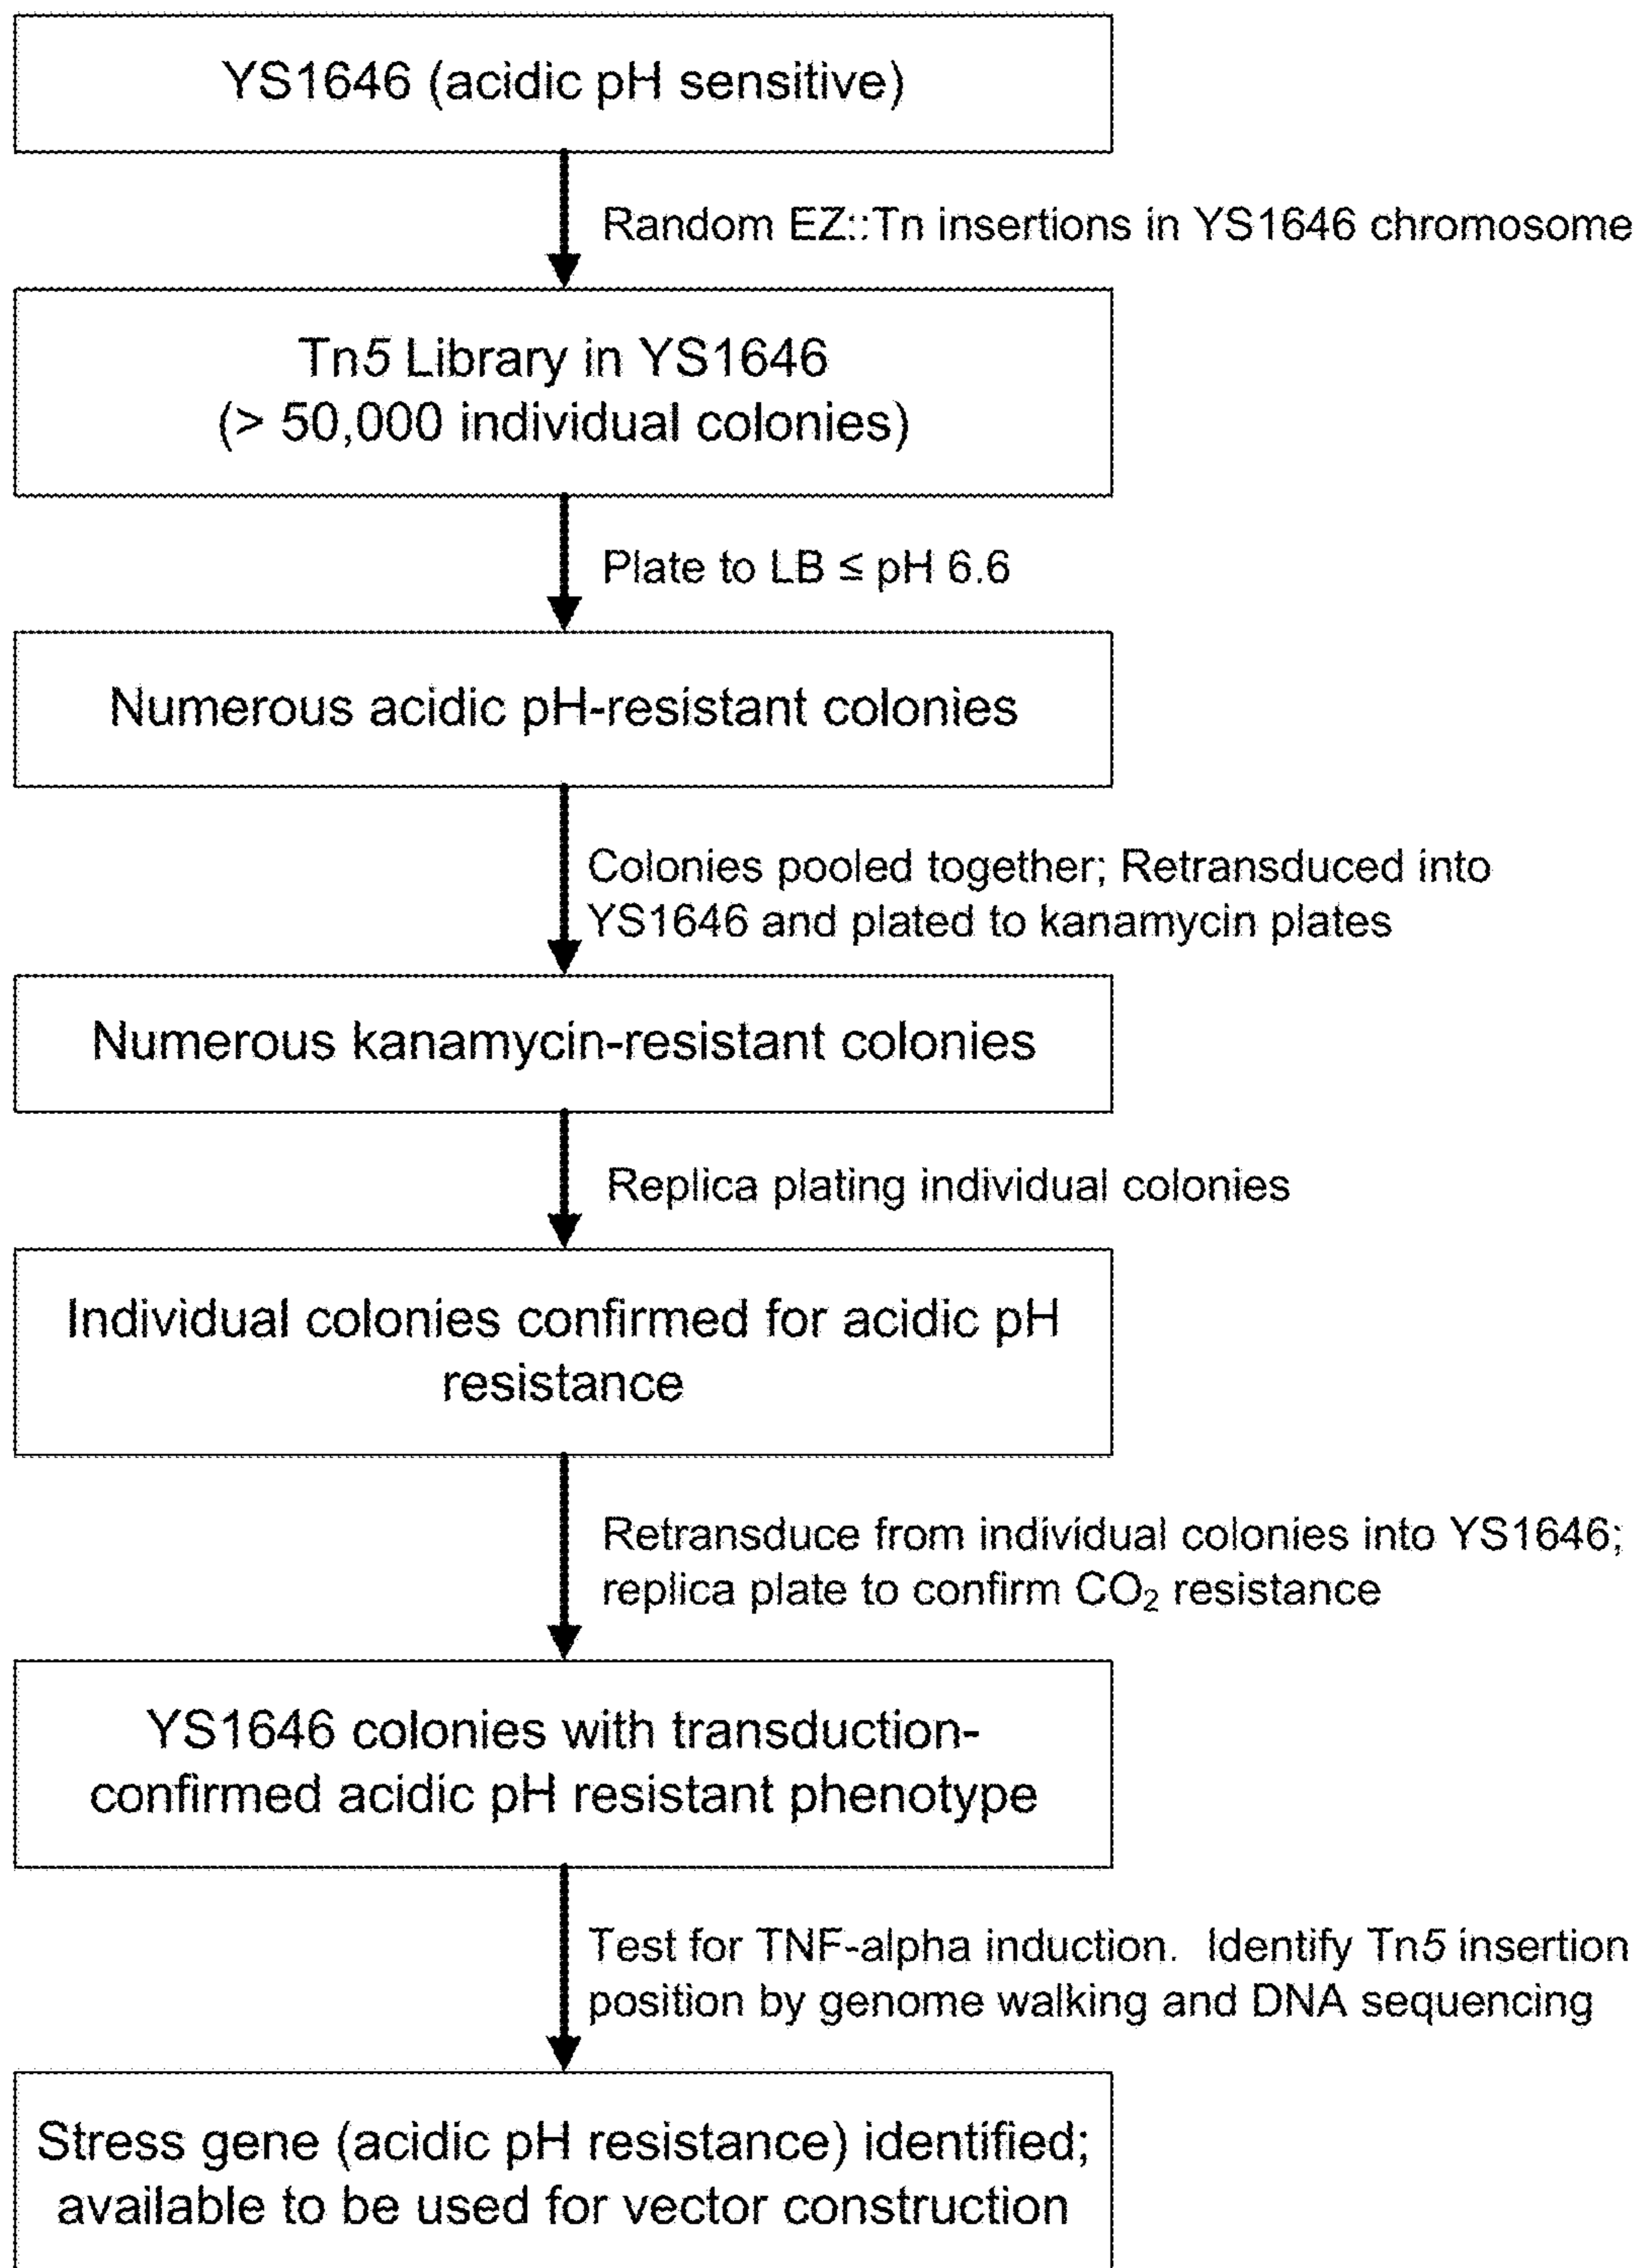 YS1646 (acidic pH sensitive)
Random EZ::Tn insertions in YS1646 chromosome
Tn5 Library in YS1646
(> 50,000 individual colonies)
Plate to LB ≤ pH 6.6
Numerous acidic pH-resistant colonies
Colonies pooled together; Retransduced into
YS1646 and plated to kanamycin plates
Numerous kanamycin-resistant colonies
Replica plating individual colonies
Individual colonies confirmed for acidic pH
resistance
Retransduce from individual colonies into YS1646;
replica plate to confirm CO₂ resistance
YS1646 colonies with transduction-
confirmed acidic pH resistant phenotype
Test for TNF-alpha induction. Identify Tn5 insertion
position by genome walking and DNA sequencing
Stress gene (acidic pH resistance) identified;
available to be used for vector construction